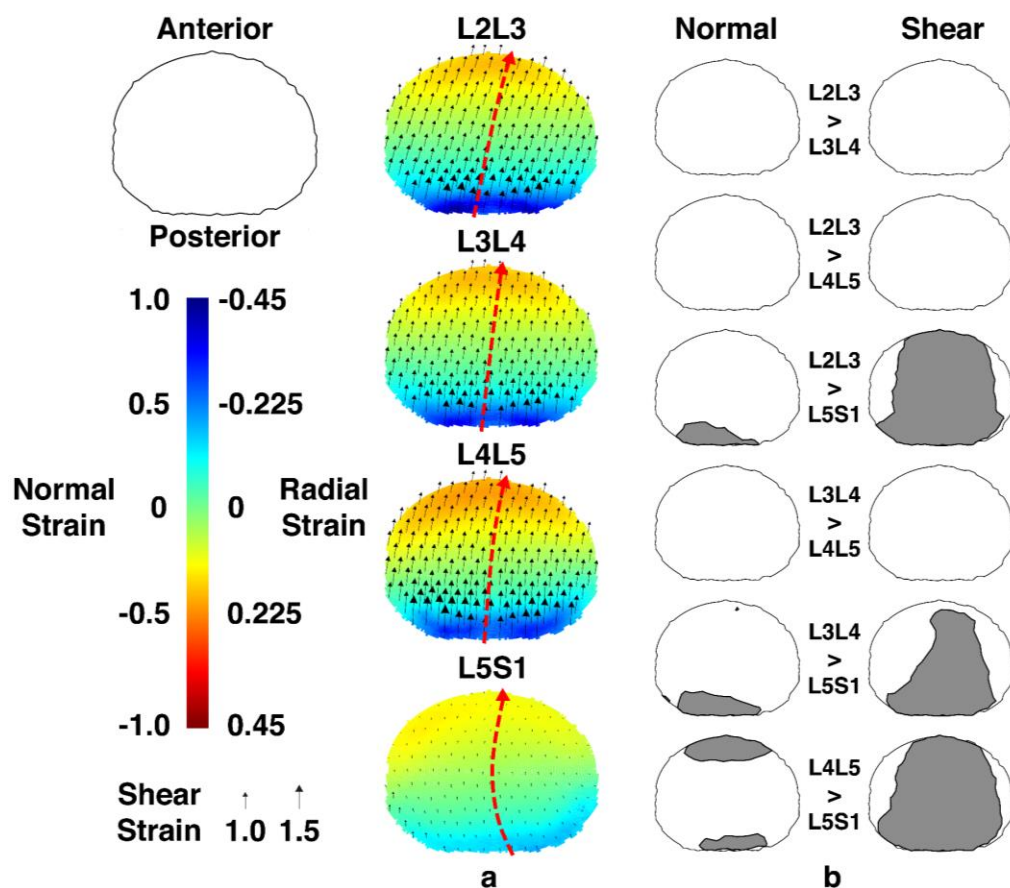 Anterior
Posterior
1.0 -0.45
0.5 -0.225
Normal Strain 0 0 Radial Strain
-0.5 0.225
-1.0 0.45
Shear
Strain 1.0 1.5
L2L3
L3L4
L4L5
L5S1
a
Normal Shear
L2L3
>
L3L4
L2L3
>
L4L5
L2L3
>
L5S1
L3L4
>
L4L5
L3L4
>
L5S1
L4L5
>
L5S1
b